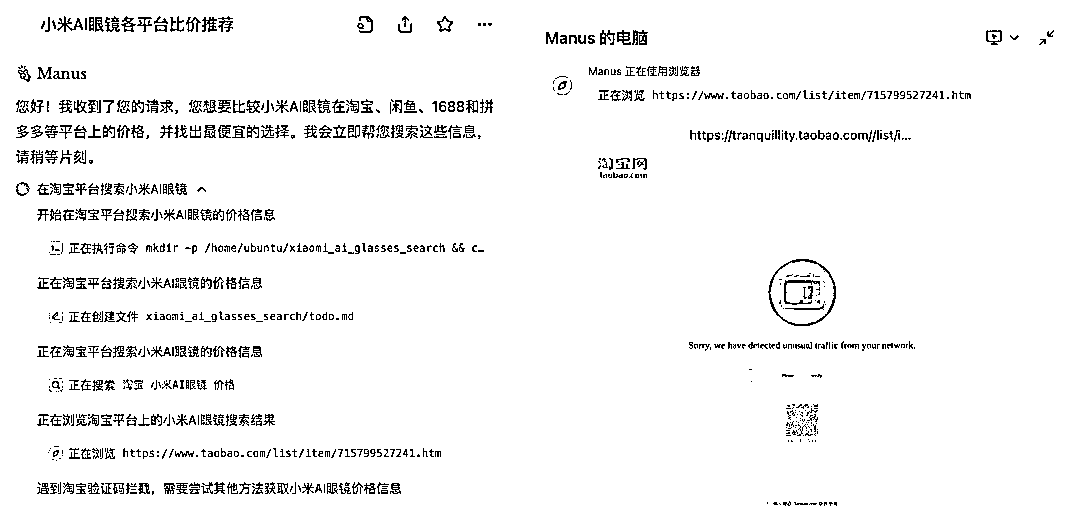 小米AI眼镜各平台比价推荐
Manus
您好！我收到了您的请求，您想要比较小米AI眼镜在淘宝、闲鱼、1688和拼
多多等平台上的价格，并找出最便宜的选择。我会立即帮您搜索这些信息，
请稍等片刻。
在淘宝平台搜索小米AI眼镜
开始在淘宝平台搜索小米AI眼镜的价格信息
正在执行命令 mkdir -p /home/ubuntu/xiaomi_ai_glasses_search && c…
正在淘宝平台搜索小米AI眼镜的价格信息
正在创建文件 xiaomi_ai_glasses_search/todo.md
正在淘宝平台搜索小米AI眼镜的价格信息
正在搜索 淘宝 小米AI眼镜 价格
正在浏览淘宝平台上的小米AI眼镜搜索结果
正在浏览 https://www.taobao.com/list/item/715799527241.htm
遇到淘宝验证码拦截，需要尝试其他方法获取小米AI眼镜价格信息
Manus 的电脑
Manus 正在使用浏览器
正在浏览 https://www.taobao.com/list/item/715799527241.htm
https://tranquillity.taobao.com//list/i...
淘宝网
taobao.com
Sorry, we have detected unusual traffic from your network.